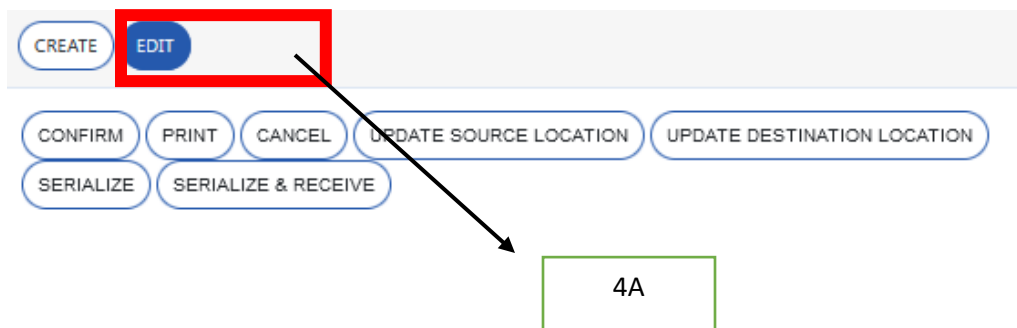 CREATE EDIT
CONFIRM PRINT CANCEL UPDATE SOURCE LOCATION UPDATE DESTINATION LOCATION
SERIALIZE SERIALIZE & RECEIVE
4A